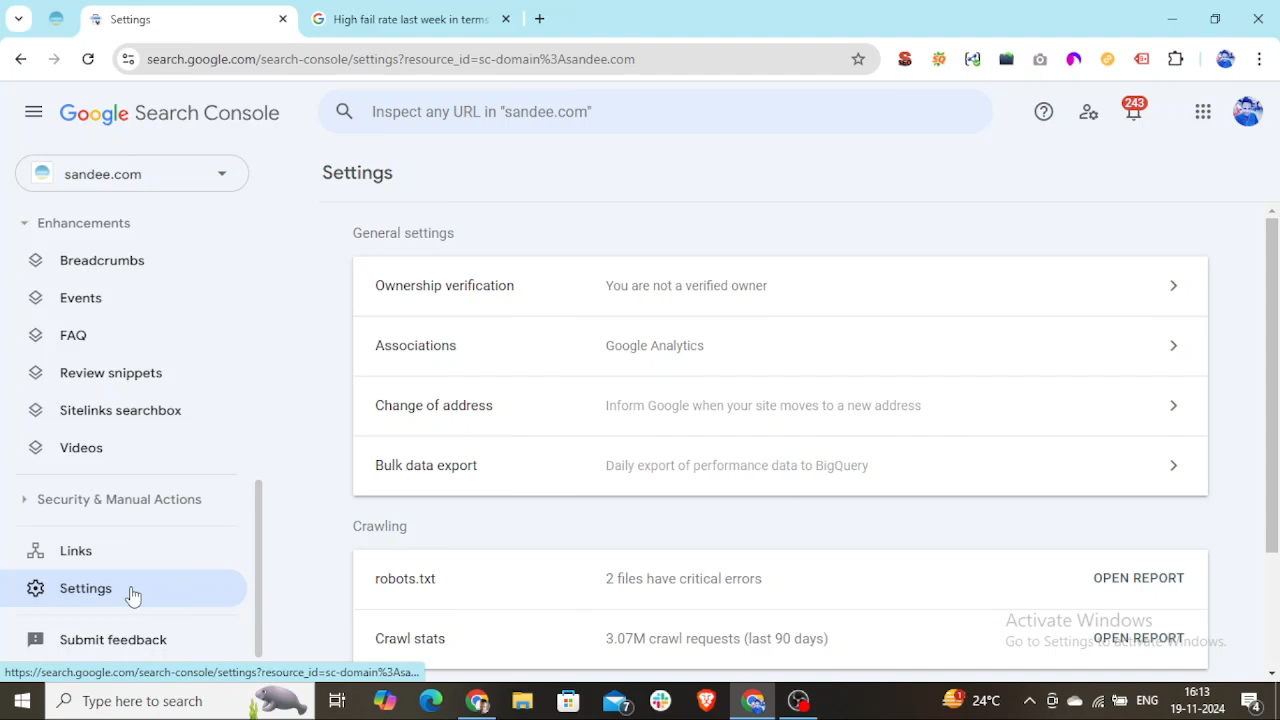 Settings
High fail rate last week in terms
search.google.com/search-console/settings?resource_id=sc-domain%3Asandee.com
Google Search Console
Inspect any URL in "sandee.com"
243
sandee.com
Settings
Enhancements
Breadcrumbs
Events
FAQ
Review snippets
Sitelinks searchbox
Videos
Security & Manual Actions
Links
Settings
Submit feedback
General settings
Ownership verification You are not a verified owner
Associations Google Analytics
Change of address Inform Google when your site moves to a new address
Bulk data export Daily export of performance data to BigQuery
Crawling
robots.txt 2 files have critical errors OPEN REPORT
Crawl stats 3.07M crawl requests (last 90 days) OPEN REPORT
Activate Windows
Go to Settings to activate Windows.
https://search.google.com/search-console/settings?resource_id=sc-domain%3Asa...
Type here to search
7
1
24°C
ENG
16:13
19-11-2024
4